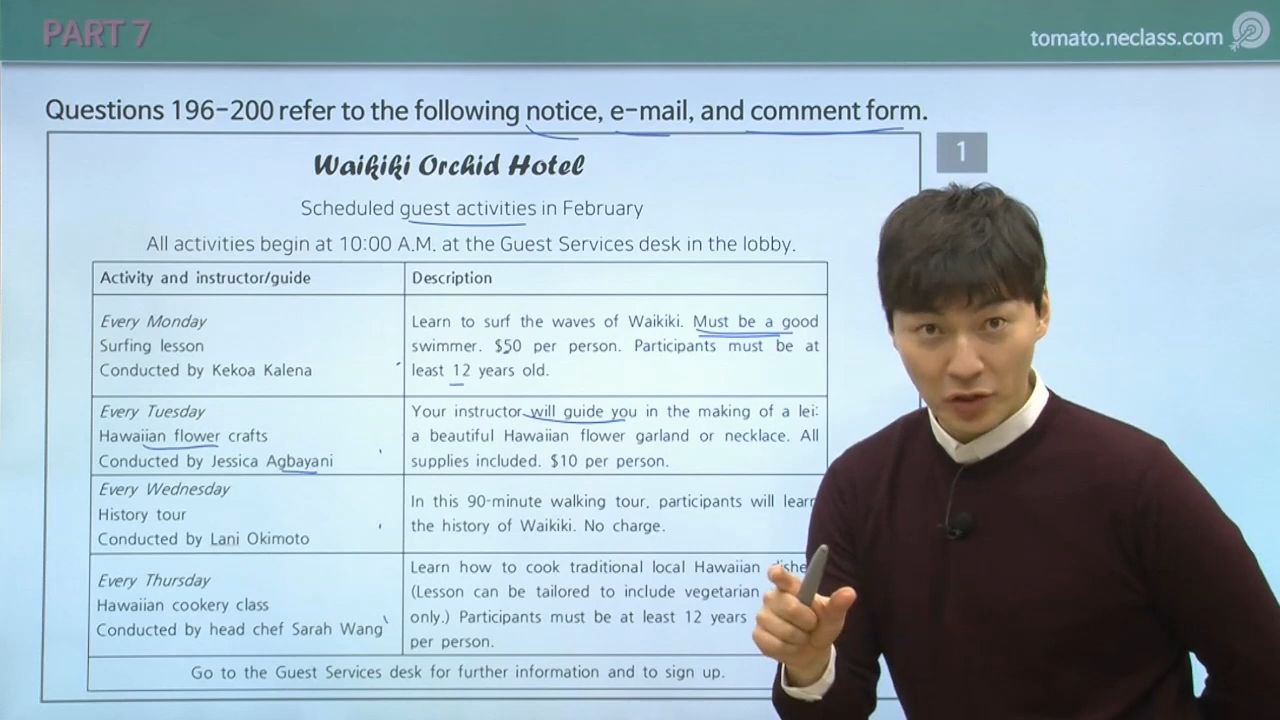 PART 7
tomato.neclass.com
Questions 196-200 refer to the following notice, e-mail, and comment form.
1
Waikiki Orchid Hotel
Scheduled guest activities in February
All activities begin at 10:00 A.M. at the Guest Services desk in the lobby.
Activity and instructor/guide
Description
Every Monday
Surfing lesson
Conducted by Kekoa Kalena
Learn to surf the waves of Waikiki. Must be a good
swimmer. $50 per person. Participants must be at
least 12 years old.
Every Tuesday
Hawaiian flower crafts
Conducted by Jessica Agbayani
Your instructor will guide you in the making of a lei:
a beautiful Hawaiian flower garland or necklace. All
supplies included. $10 per person.
Every Wednesday
History tour
Conducted by Lani Okimoto
In this 90-minute walking tour, participants will learn
the history of Waikiki. No charge.
Every Thursday
Hawaiian cookery class
Conducted by head chef Sarah Wang
Learn how to cook traditional local Hawaiian
(Lesson can be tailored to include vegetarian
only.) Participants must be at least 12 years
per person.
Go to the Guest Services desk for further information and to sign up.